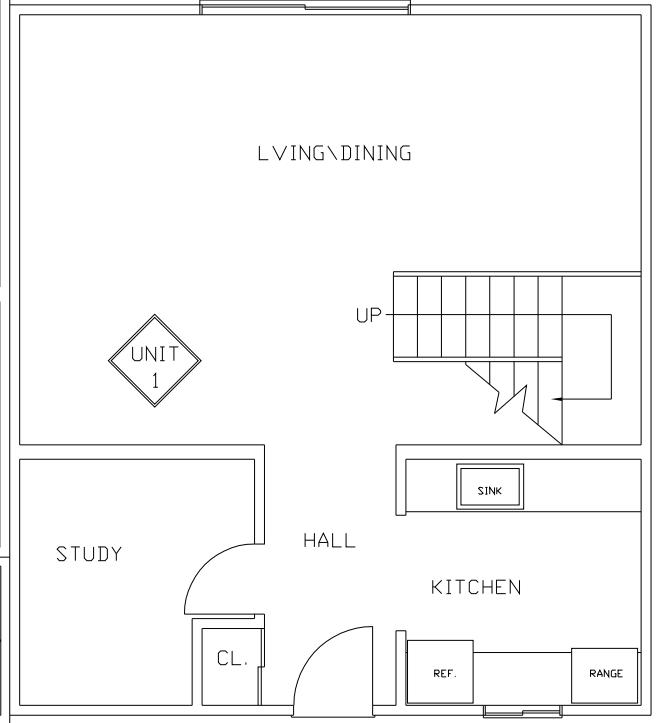 LVING\DINING
UP
UNIT
1
SINK
HALL
STUDY
KITCHEN
CL.
REF.
RANGE